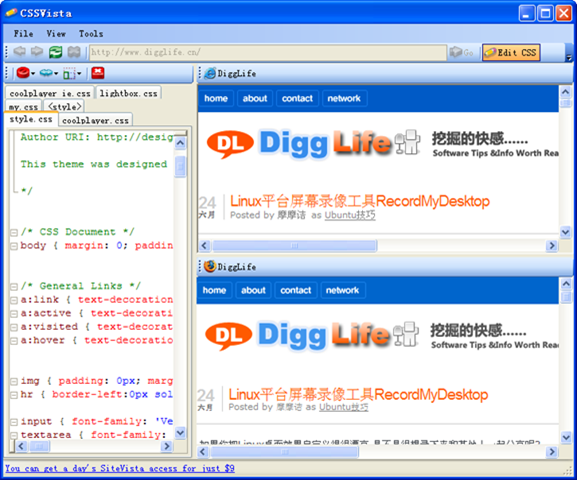 CSSVista
File View Tools
http://www.digglife.cn/ Go Edit CSS
coolplayer_ie.css lightbox.css
my.css <style>
style.css coolplayer.css
Author URI: http://desig
This theme was designed
*/
/* CSS Document */
body { margin: 0; paddin
/* General Links */
a:link { text-decoration
a:active { text-decorati
a:visited { text-decorat
a:hover { text-decoratio
img { padding: 0px; marg
hr { border-left:0px sol
input { font-family: 'Ve
textarea { font-family:
DiggLife
home about contact network
DL Digg Life 挖掘的快感......
Software Tips &Info Worth Rea
24 六月
Linux平台屏幕录像工具RecordMyDesktop
Posted by 摩摩诘 as Ubuntu技巧
DiggLife
home about contact network
DL Digg Life 挖掘的快感......
Software Tips &Info Worth Rea
24 六月
Linux平台屏幕录像工具RecordMyDesktop
Posted by 摩摩诘 as Ubuntu技巧
You can get a day's SiteVista access for just $9